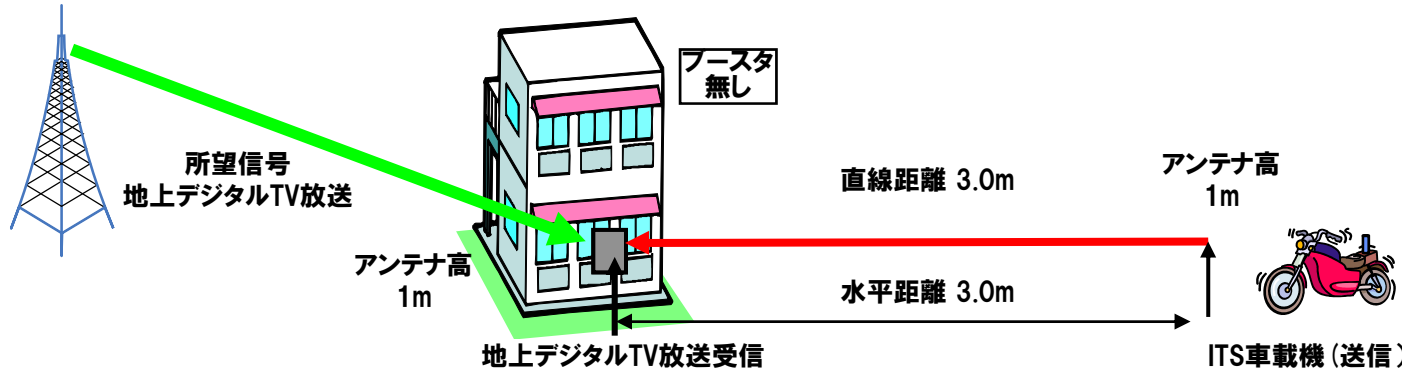 ブースタ
無し
所望信号
地上デジタルTV放送
直線距離 3.0m
アンテナ高
1m
アンテナ高
1m
水平距離 3.0m
地上デジタルTV放送受信
ITS車載機(送信)